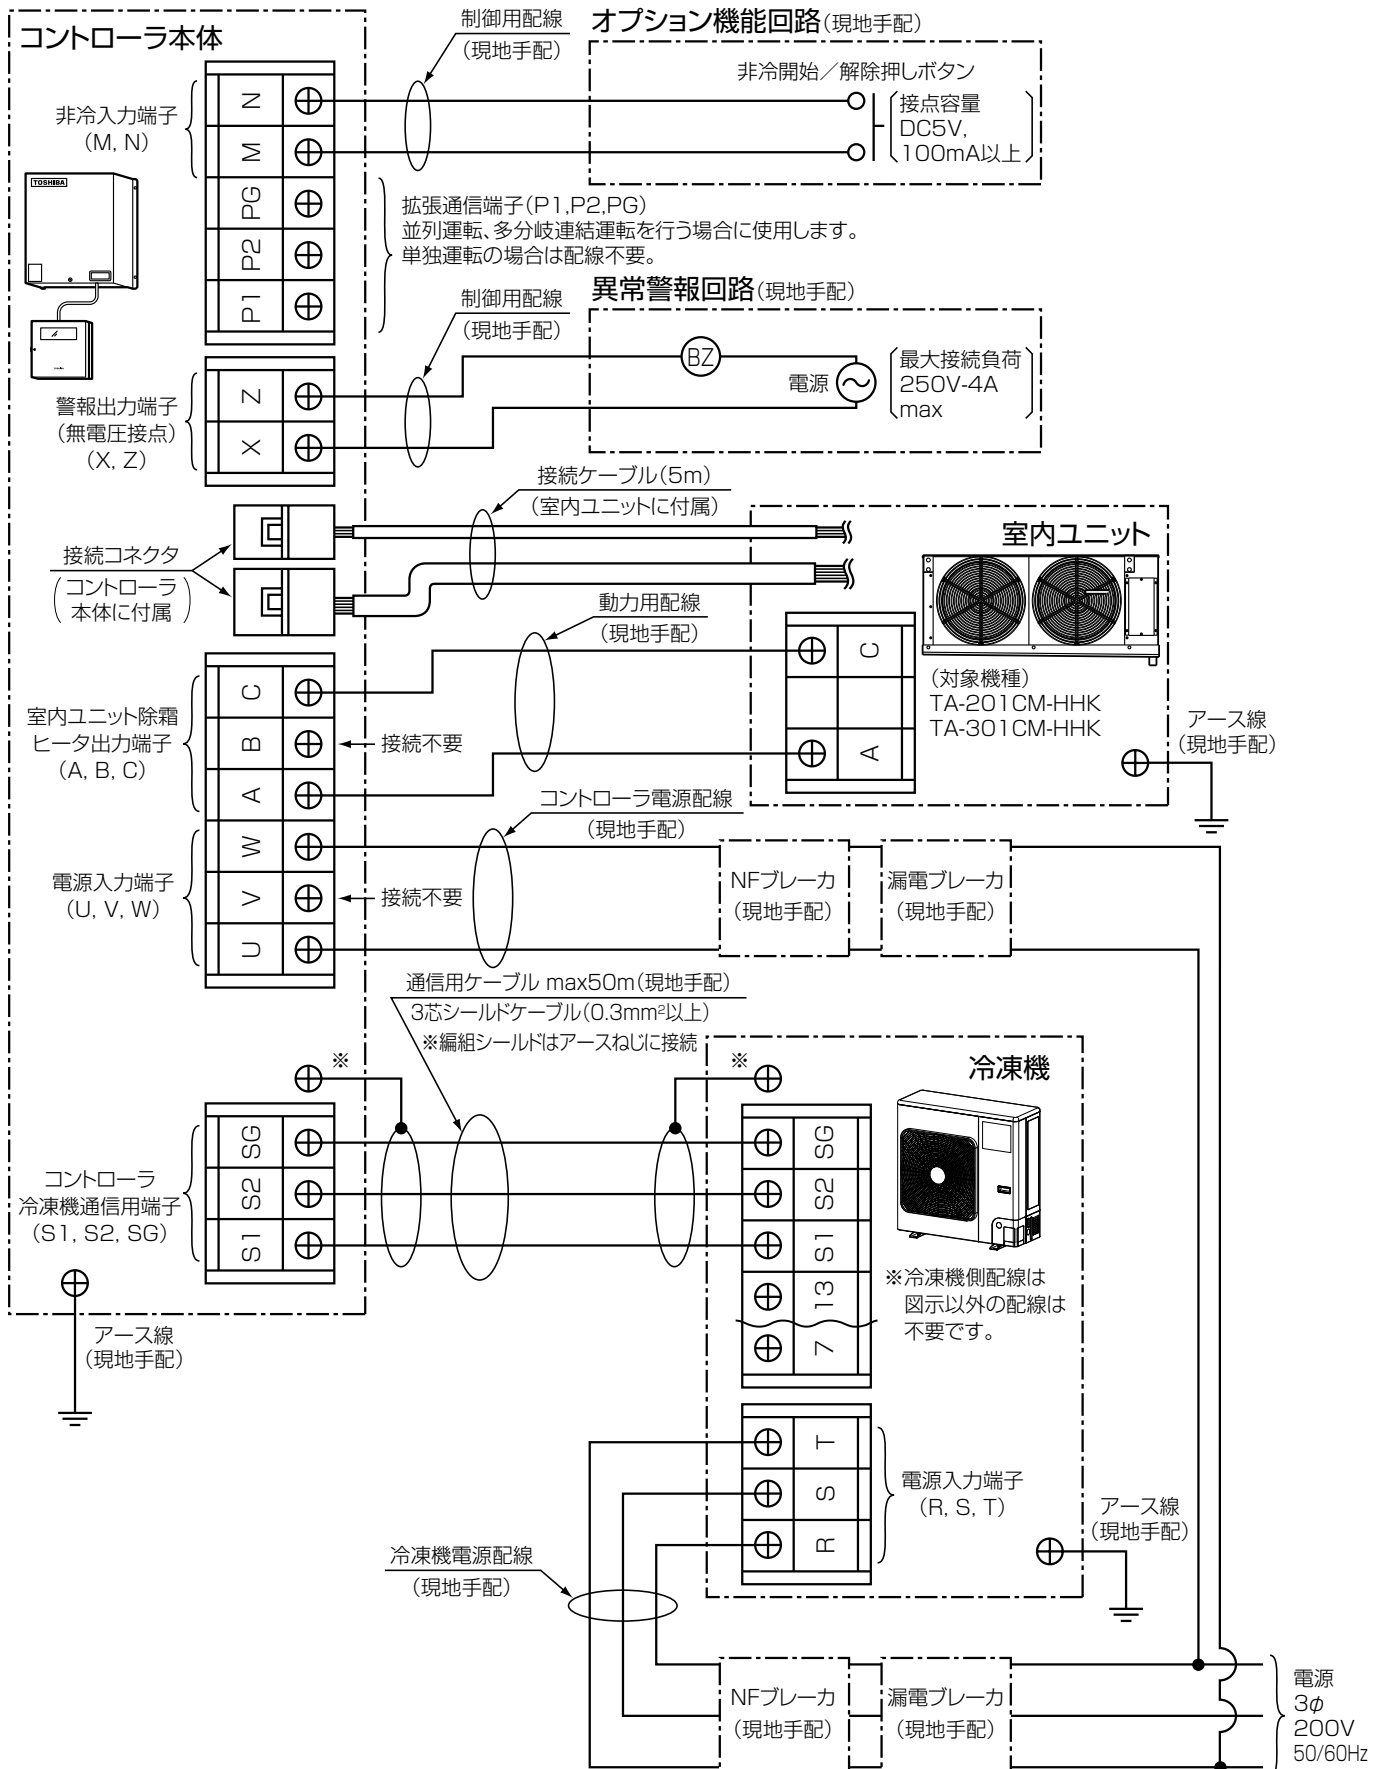 コントローラ本体
制御用配線
(現地手配)
オプション機能回路(現地手配)
非冷開始／解除押しボタン
接点容量
DC5V,
100mA以上
非冷入力端子
(M, N)
N
M
PG
P2
P1
TOSHIBA
拡張通信端子(P1,P2,PG)
並列運転、多分岐連結運転を行う場合に使用します。
単独運転の場合は配線不要。
制御用配線
(現地手配)
異常警報回路(現地手配)
BZ
電源
最大接続負荷
250V-4A
max
警報出力端子
(無電圧接点)
(X, Z)
Z
X
接続ケーブル(5m)
(室内ユニットに付属)
接続コネクタ
(コントローラ
本体に付属)
室内ユニット
動力用配線
(現地手配)
C
A
(対象機種)
TA-201CM-HHK
TA-301CM-HHK
アース線
(現地手配)
室内ユニット除霜
ヒータ出力端子
(A, B, C)
C
B
A
W
V
U
接続不要
コントローラ電源配線
(現地手配)
電源入力端子
(U, V, W)
接続不要
NFブレーカ
(現地手配)
漏電ブレーカ
(現地手配)
通信用ケーブル max50m(現地手配)
3芯シールドケーブル(0.3mm²以上)
※編組シールドはアースねじに接続
※
※
冷凍機
コントローラ
冷凍機通信用端子
(S1, S2, SG)
SG
S2
S1
SG
S2
S1
13
7
※冷凍機側配線は
図示以外の配線は
不要です。
アース線
(現地手配)
T
S
R
電源入力端子
(R, S, T)
アース線
(現地手配)
冷凍機電源配線
(現地手配)
NFブレーカ
(現地手配)
漏電ブレーカ
(現地手配)
電源
3φ
200V
50/60Hz